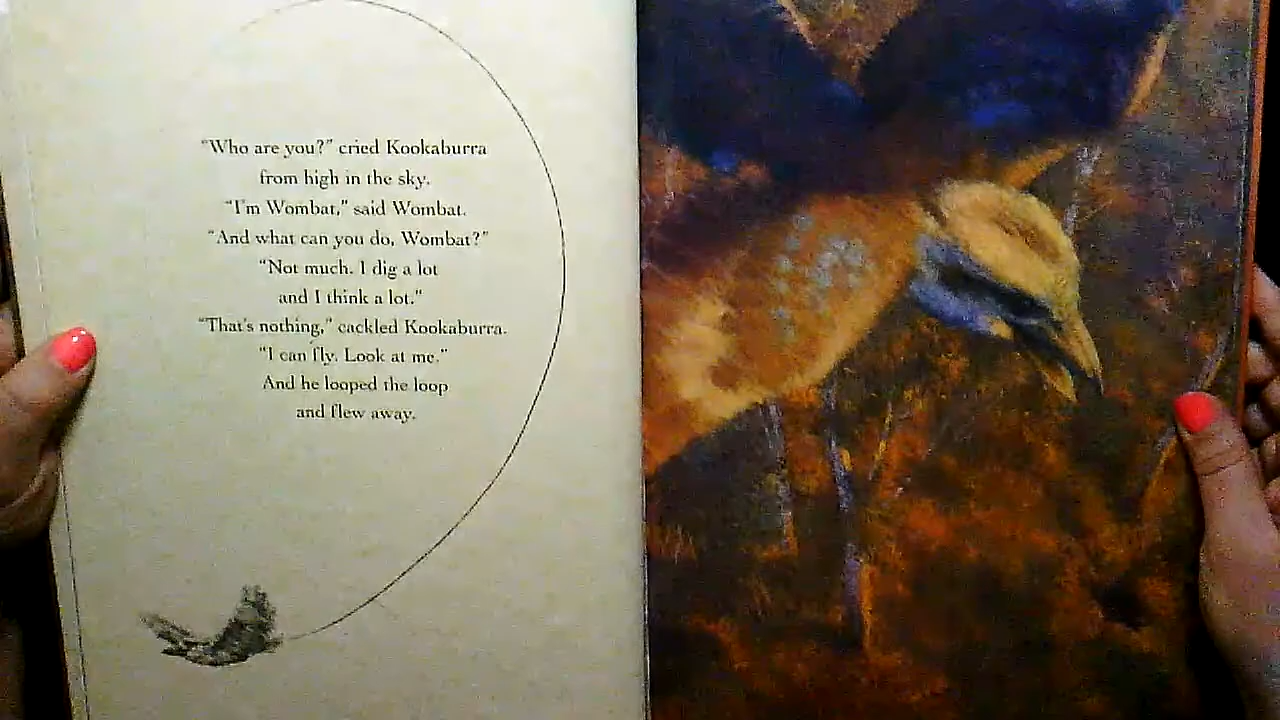 “Who are you?” cried Kookaburra
from high in the sky.
“I'm Wombat,” said Wombat.
“And what can you do, Wombat?”
“Not much. I dig a lot
and I think a lot.”
“That's nothing,” cackled Kookaburra.
“I can fly. Look at me.”
And he looped the loop
and flew away.